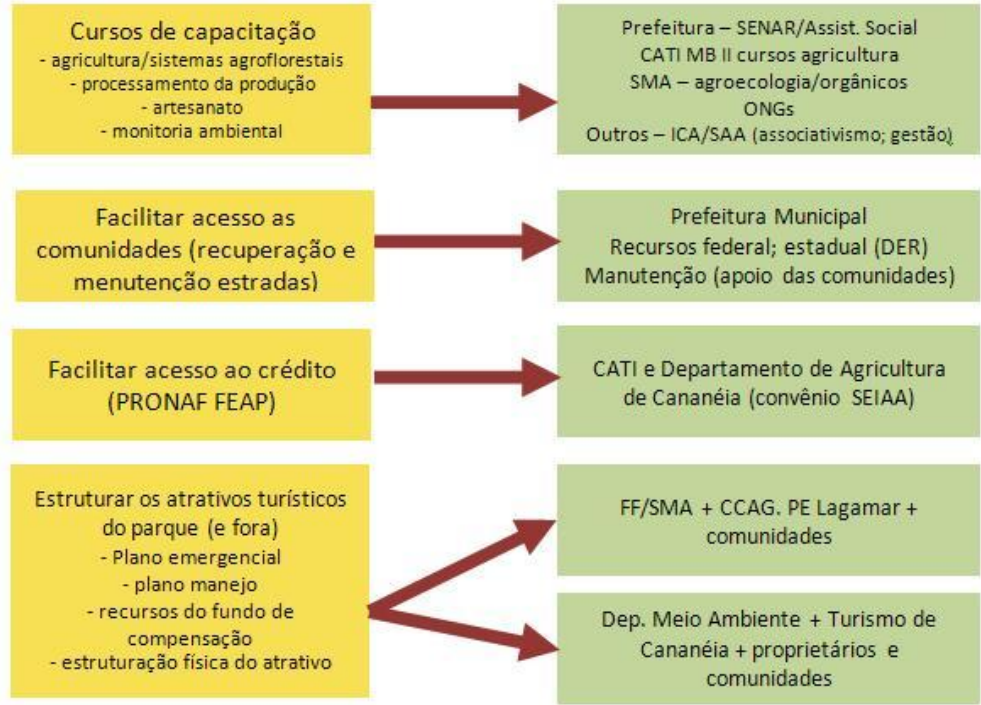 Cursos de capacitação
- agricultura/sistemas agroflorestais
- processamento da produção
- artesanato
- monitoria ambiental
Prefeitura – SENAR/Assist. Social
CATI MB II cursos agricultura
SMA – agroecologia/orgânicos
ONGs
Outros – ICA/SAA (associativismo; gestão)
Facilitar acesso as
comunidades (recuperação e
menutenção estradas)
Prefeitura Municipal
Recursos federal; estadual (DER)
Manutenção (apoio das comunidades)
Facilitar acesso ao crédito
(PRONAF FEAP)
CATI e Departamento de Agricultura
de Cananéia (convênio SEIAA)
Estruturar os atrativos turísticos
do parque (e fora)
- Plano emergencial
- plano manejo
- recursos do fundo de
compensação
- estruturação física do atrativo
FF/SMA + CCAG. PE Lagamar +
comunidades
Dep. Meio Ambiente + Turismo de
Cananéia + proprietários e
comunidades